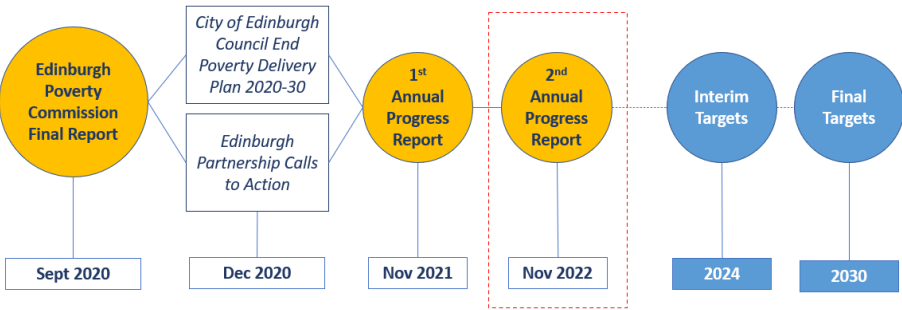 Edinburgh
Poverty
Commission
Final Report
City of Edinburgh
Council End
Poverty Delivery
Plan 2020-30
Edinburgh
Partnership Calls
to Action
1st
Annual
Progress
Report
2nd
Annual
Progress
Report
Interim
Targets
Final
Targets
Sept 2020
Dec 2020
Nov 2021
Nov 2022
2024
2030